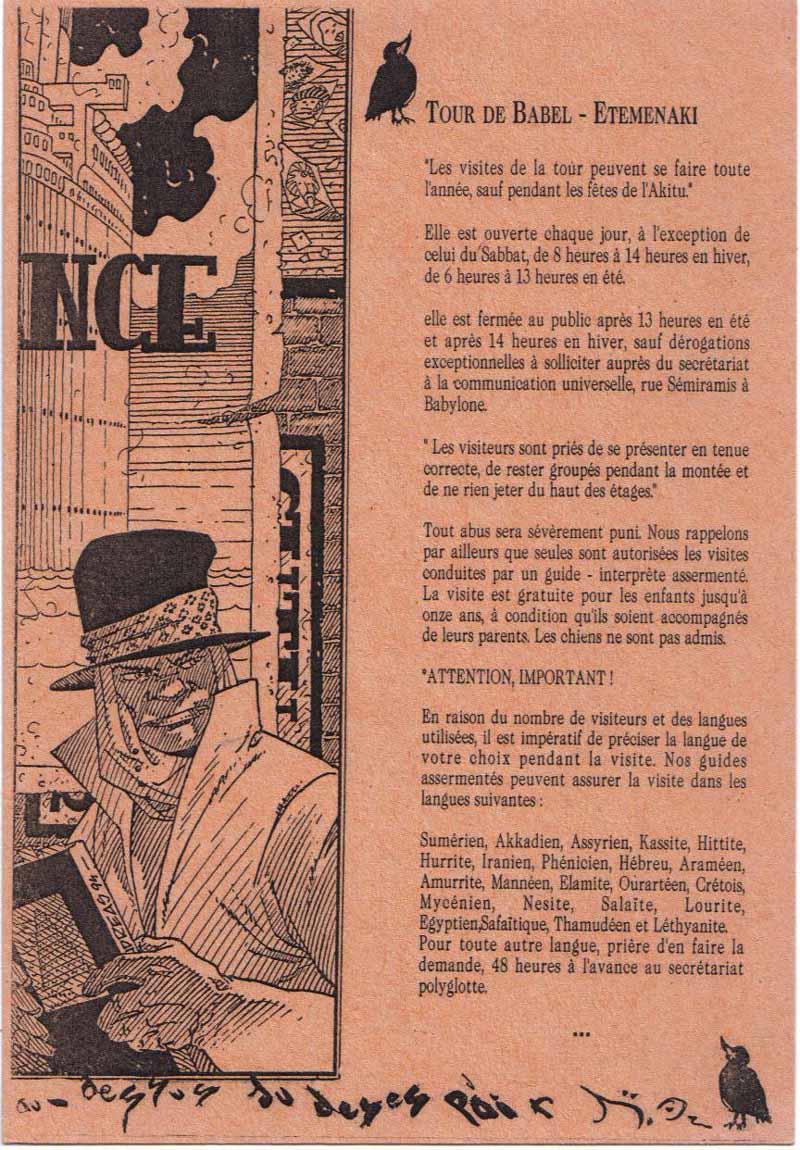 TOUR DE BABEL - ETEMENAKI
"Les visites de la tour peuvent se faire toute
l'année, sauf pendant les fêtes de l'Akitu."
Elle est ouverte chaque jour, à l'exception de
celui du Sabbat, de 8 heures à 14 heures en hiver,
de 6 heures à 13 heures en été.
elle est fermée au public après 13 heures en été
et après 14 heures en hiver, sauf dérogations
exceptionnelles à solliciter auprès du secrétariat
à la communication universelle, rue Sémiramis à
Babylone.
" Les visiteurs sont priés de se présenter en tenue
correcte, de rester groupés pendant la montée et
de ne rien jeter du haut des étages."
Tout abus sera sévèrement puni. Nous rappelons
par ailleurs que seules sont autorisées les visites
conduites par un guide - interprète assermenté.
La visite est gratuite pour les enfants jusqu'à
onze ans, à condition qu'ils soient accompagnés
de leurs parents. Les chiens ne sont pas admis.
"ATTENTION, IMPORTANT !
En raison du nombre de visiteurs et des langues
utilisées, il est impératif de préciser la langue de
votre choix pendant la visite. Nos guides
assermentés peuvent assurer la visite dans les
langues suivantes :
Sumérien, Akkadien, Assyrien, Kassite, Hittite,
Hurrite, Iranien, Phénicien, Hébreu, Araméen,
Amurrite, Mannéen, Elamite, Ourartéen, Crétois,
Mycénien, Nesite, Salaïte, Lourite,
Egyptien,Safaïtique, Thamudéen et Léthyanite.
Pour toute autre langue, prière d'en faire la
demande, 48 heures à l'avance au secrétariat
polyglotte.
...
NCE
au-dessus du